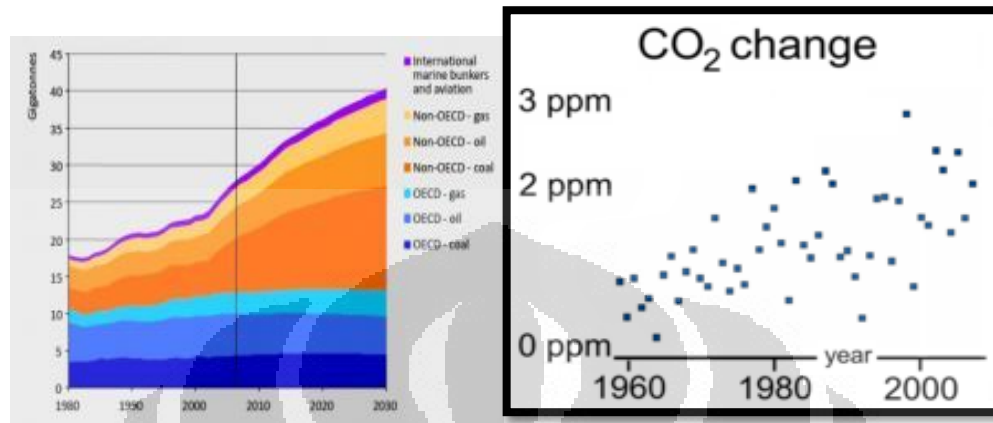 Gigatonnes
45
40
35
30
25
20
15
10
5
0
1980
1990
2000
2010
2020
2030
International
marine bunkers
and aviation
Non-OECD - gas
Non-OECD - oil
Non-OECD - coal
OECD - gas
OECD - oil
OECD - coal
CO₂ change
3 ppm
2 ppm
0 ppm
year
1960
1980
2000